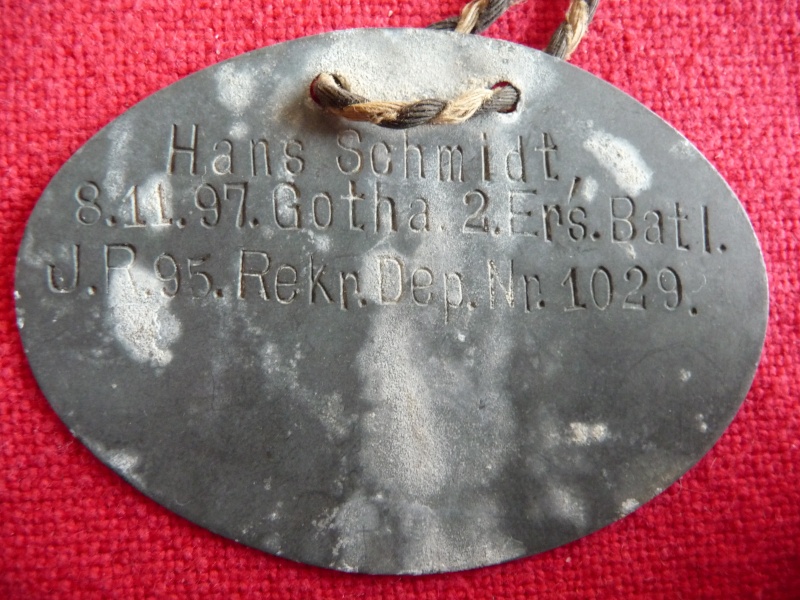 Hans Schmidt,
8.11.97. Gotha. 2. Ers. Batl.
J.R. 95. Rekr. Dep. Nr. 1029.